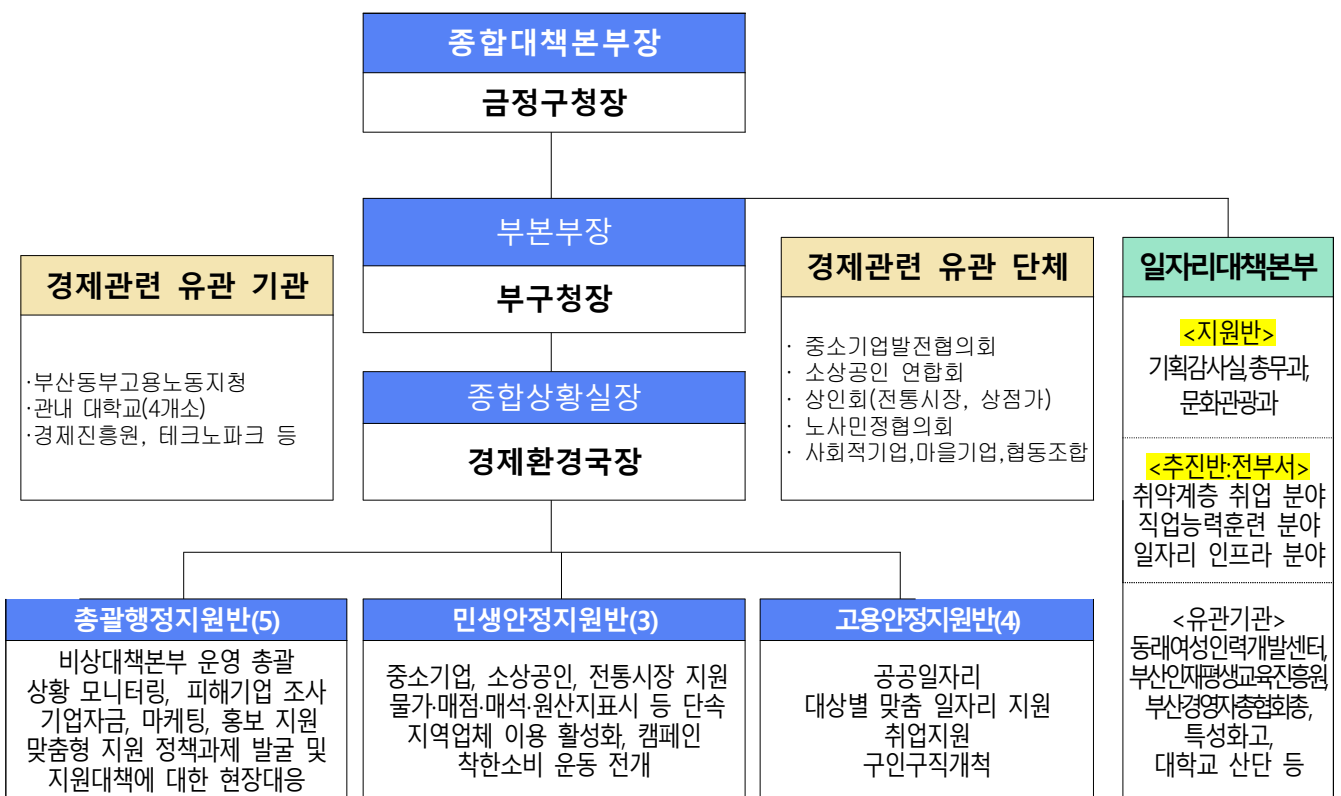 종합대책본부장
금정구청장
부본부장
부구청장
경제관련 유관 기관
·부산동부고용노동지청
·관내 대학교(4개소)
·경제진흥원, 테크노파크 등
종합상황실장
경제환경국장
경제관련 유관 단체
· 중소기업발전협의회
· 소상공인 연합회
· 상인회(전통시장, 상점가)
· 노사민정협의회
· 사회적기업,마을기업,협동조합
일자리대책본부
<지원반>
기획감사실,총무과,
문화관광과
<추진반:전부서>
취약계층 취업 분야
직업능력훈련 분야
일자리 인프라 분야
<유관기관>
동래여성인력개발센터,
부산인재평생교육진흥원,
부산경영자총협회총,
특성화고,
대학교 산단 등
총괄행정지원반(5)
비상대책본부 운영 총괄
상황 모니터링, 피해기업 조사
기업자금, 마케팅, 홍보 지원
맞춤형 지원 정책과제 발굴 및
지원대책에 대한 현장대응
민생안정지원반(3)
중소기업, 소상공인, 전통시장 지원
물가·매점·매석·원산지표시 등 단속
지역업체 이용 활성화, 캠페인
착한소비 운동 전개
고용안정지원반(4)
공공일자리
대상별 맞춤 일자리 지원
취업지원
구인구직개척